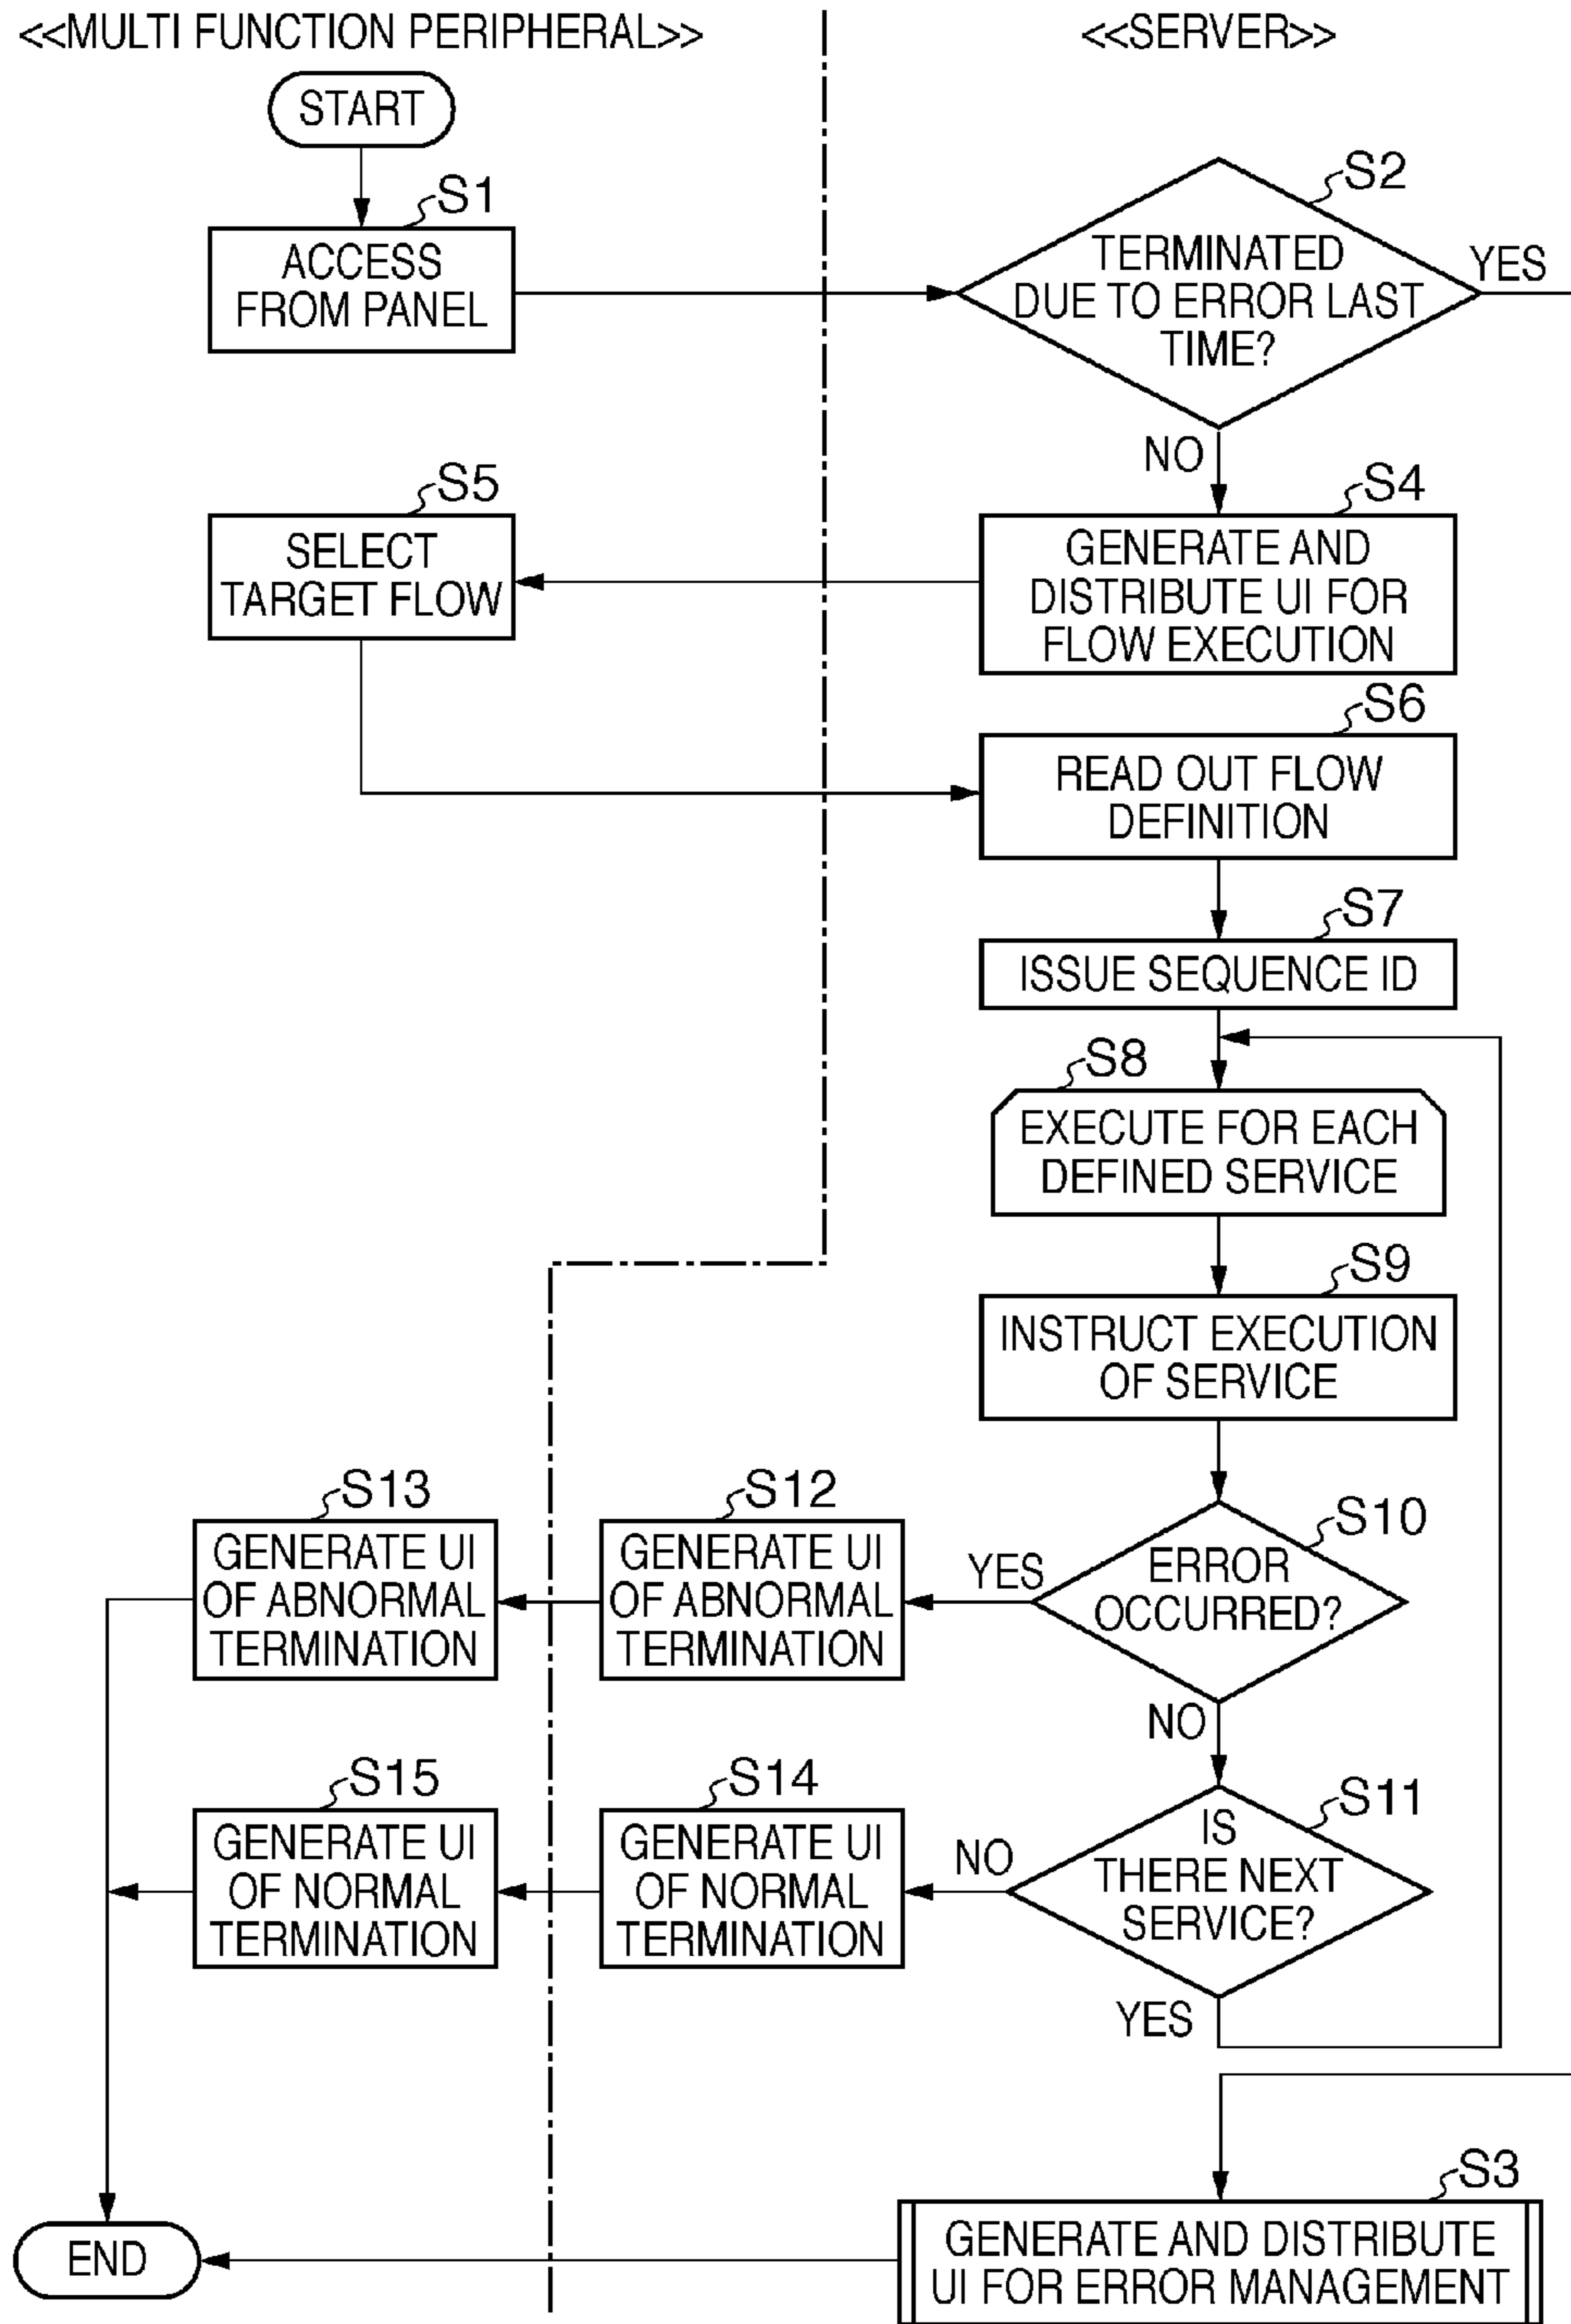 <<MULTI FUNCTION PERIPHERAL>>
<<SERVER>>
START
S1
ACCESS
FROM PANEL
S2
TERMINATED
DUE TO ERROR LAST
TIME?
YES
NO
S5
SELECT
TARGET FLOW
S4
GENERATE AND
DISTRIBUTE UI FOR
FLOW EXECUTION
S6
READ OUT FLOW
DEFINITION
S7
ISSUE SEQUENCE ID
S8
EXECUTE FOR EACH
DEFINED SERVICE
S9
INSTRUCT EXECUTION
OF SERVICE
S13
GENERATE UI
OF ABNORMAL
TERMINATION
S12
GENERATE UI
OF ABNORMAL
TERMINATION
YES
S10
ERROR
OCCURRED?
NO
S15
GENERATE UI
OF NORMAL
TERMINATION
S14
GENERATE UI
OF NORMAL
TERMINATION
NO
S11
IS
THERE NEXT
SERVICE?
YES
S3
GENERATE AND DISTRIBUTE
UI FOR ERROR MANAGEMENT
END